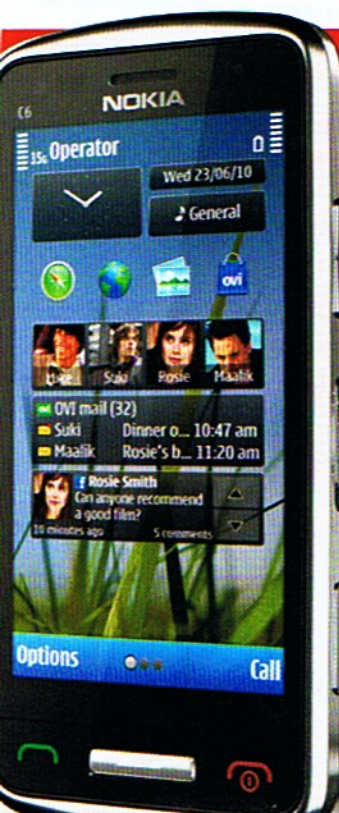 C6
NOKIA
Operator
Wed 23/06/10
General
ovi
Suki
Rosie
Maalik
OVI mail (32)
Suki Dinner o... 10:47 am
Maalik Rosie's b... 11:20 am
f Rosie Smith
Can anyone recommend
a good film?
10 minutes ago 5 comments
Options
Call